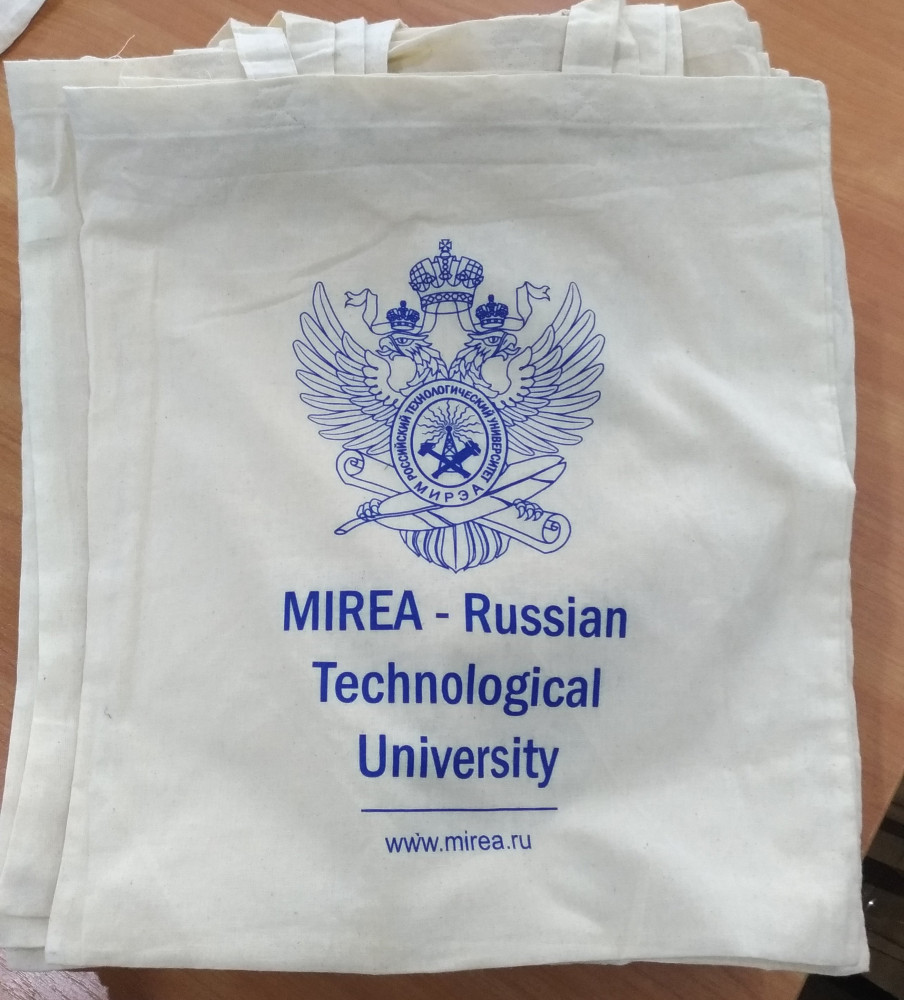 РОССИЙСКИЙ ТЕХНОЛОГИЧЕСКИЙ УНИВЕРСИТЕТ
МИРЭА
MIREA - Russian
Technological
University
www.mirea.ru